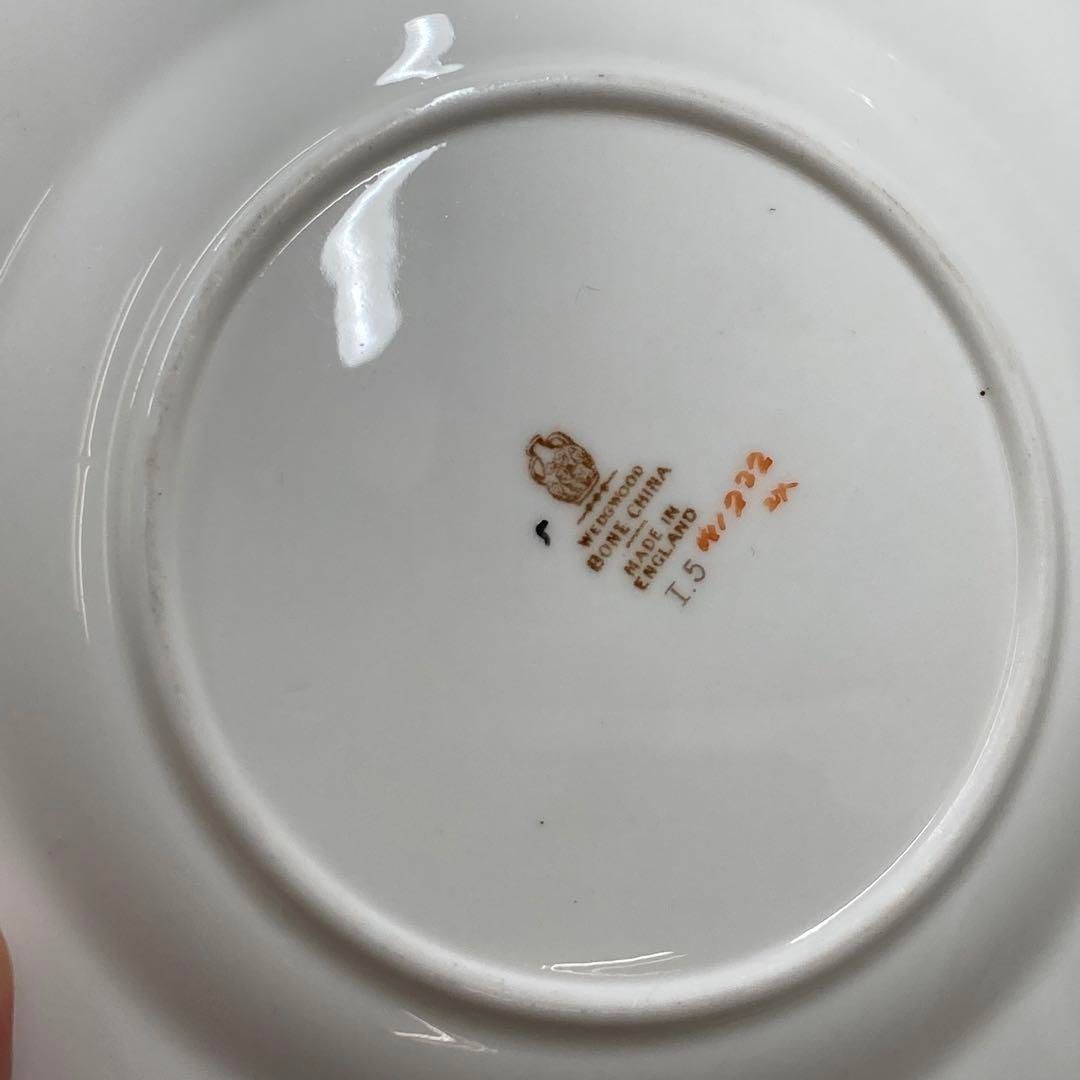 WEDGWOOD
BONE CHINA
MADE IN
ENGLAND
I.5
W1232